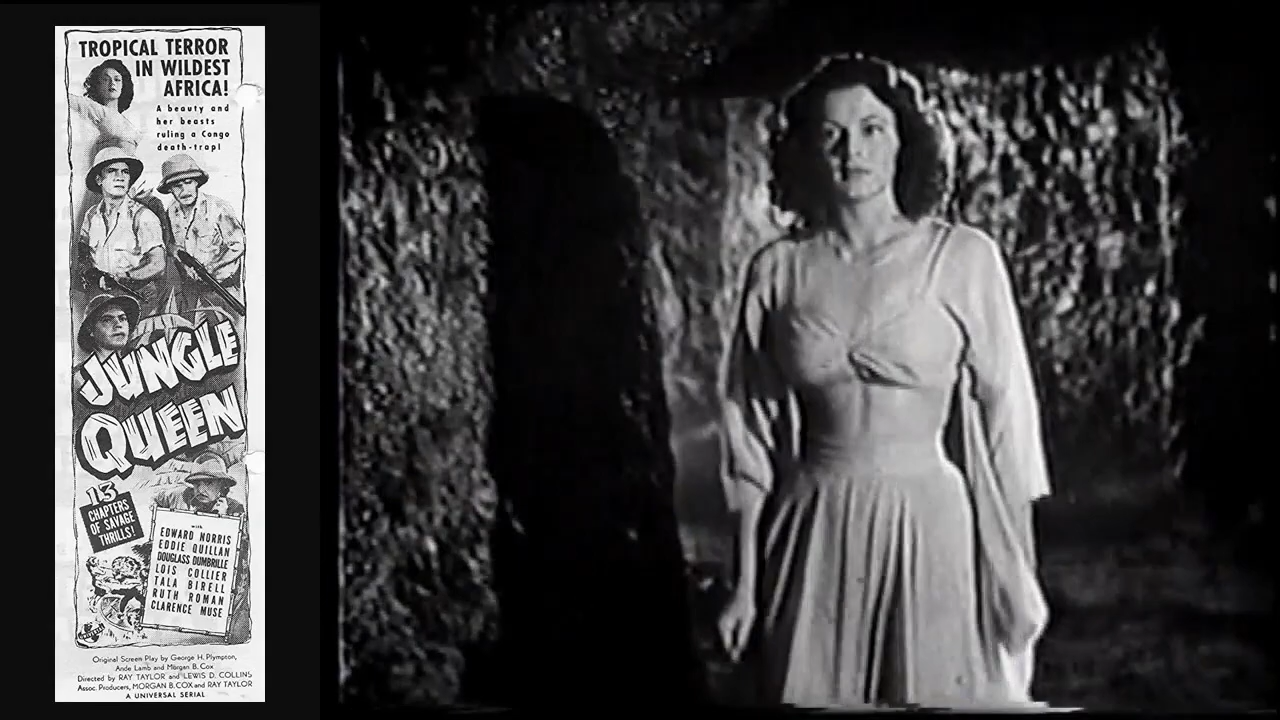 TROPICAL TERROR
IN WILDEST
AFRICA!
A beauty and
her beasts
ruling a Congo
death-trap!
JUNGLE
QUEEN
13
CHAPTERS
OF SAVAGE
THRILLS!
with
EDWARD NORRIS
EDDIE QUILLAN
DOUGLASS DUMBRILLE
LOIS COLLIER
TALA BIRELL
RUTH ROMAN
CLARENCE MUSE
Original Screen Play by George H. Plympton,
Ande Lamb and Morgan B. Cox
Directed by RAY TAYLOR and LEWIS D. COLLINS
Assoc. Producers, MORGAN B. COX and RAY TAYLOR
A UNIVERSAL SERIAL